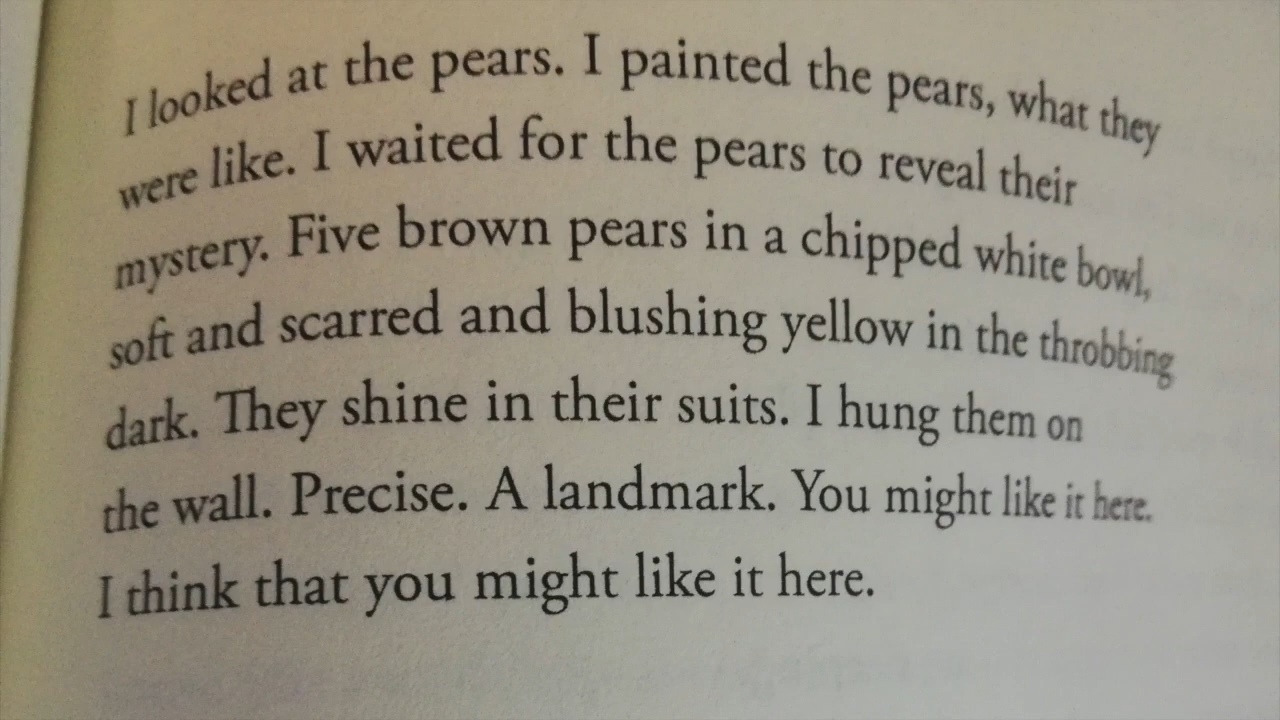 I looked at the pears. I painted the pears, what they
were like. I waited for the pears to reveal their
mystery. Five brown pears in a chipped white bowl,
soft and scarred and blushing yellow in the throbbing
dark. They shine in their suits. I hung them on
the wall. Precise. A landmark. You might like it here.
I think that you might like it here.